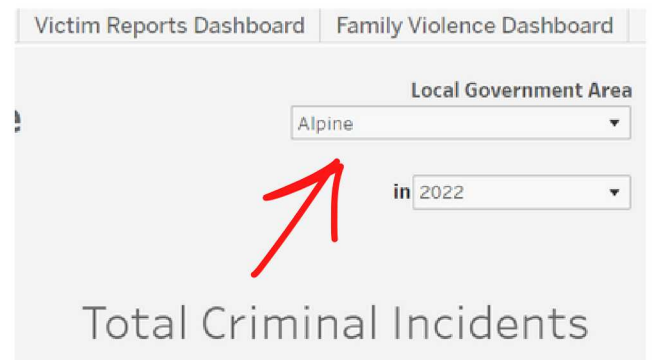 Victim Reports Dashboard
Family Violence Dashboard
Local Government Area
Alpine
in 2022
Total Criminal Incidents